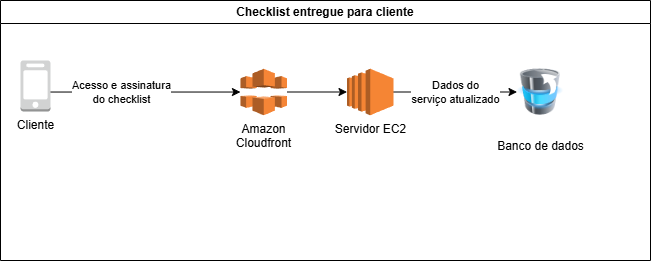 Checklist entregue para cliente
Acesso e assinatura
do checklist
Dados do
serviço atualizado
Cliente
Amazon
Cloudfront
Servidor EC2
Banco de dados